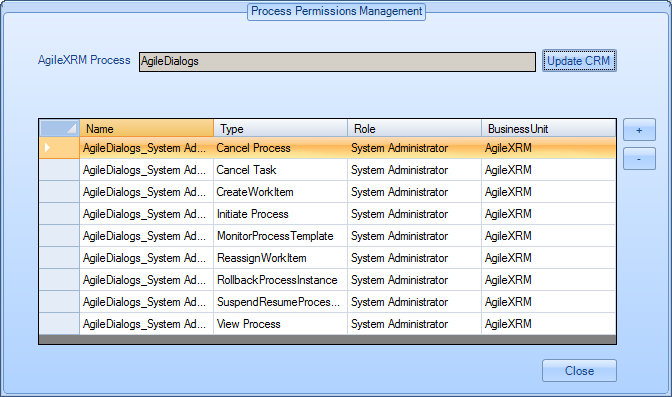 Process Permissions Management
AgileXRM Process AgileDialogs Update CRM
Name Type Role BusinessUnit
AgileDialogs_System Ad... Cancel Process System Administrator AgileXRM
AgileDialogs_System Ad... Cancel Task System Administrator AgileXRM
AgileDialogs_System Ad... CreateWorkItem System Administrator AgileXRM
AgileDialogs_System Ad... Initiate Process System Administrator AgileXRM
AgileDialogs_System Ad... MonitorProcessTemplate System Administrator AgileXRM
AgileDialogs_System Ad... ReassignWorkItem System Administrator AgileXRM
AgileDialogs_System Ad... RollbackProcessInstance System Administrator AgileXRM
AgileDialogs_System Ad... SuspendResumeProces... System Administrator AgileXRM
AgileDialogs_System Ad... View Process System Administrator AgileXRM
+
-
Close